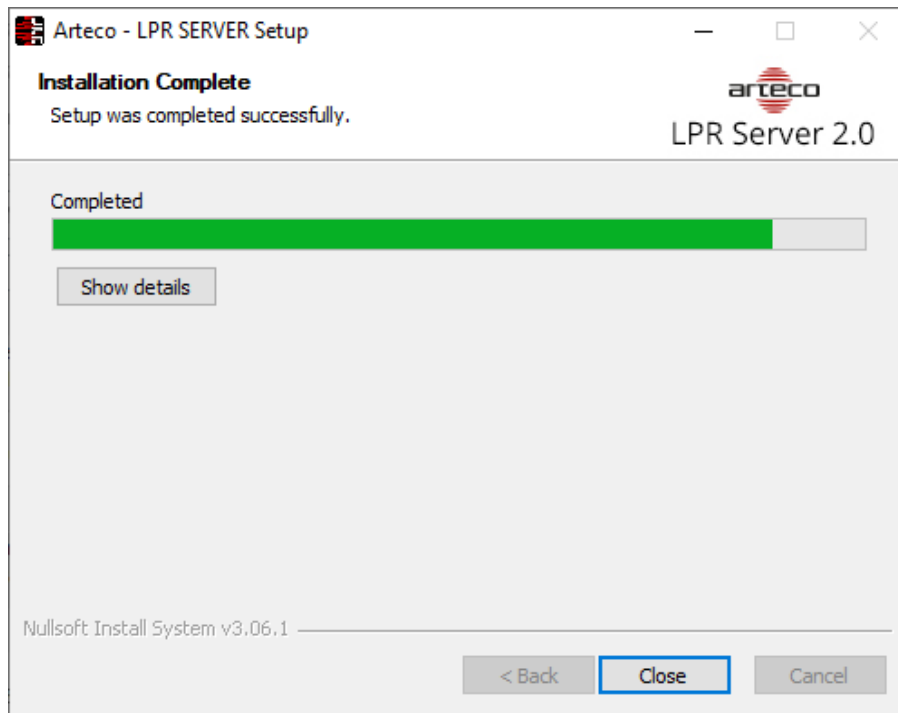 Arteco - LPR SERVER Setup
Installation Complete
Setup was completed successfully.
arteco
LPR Server 2.0
Completed
Show details
Nullsoft Install System v3.06.1
< Back
Close
Cancel